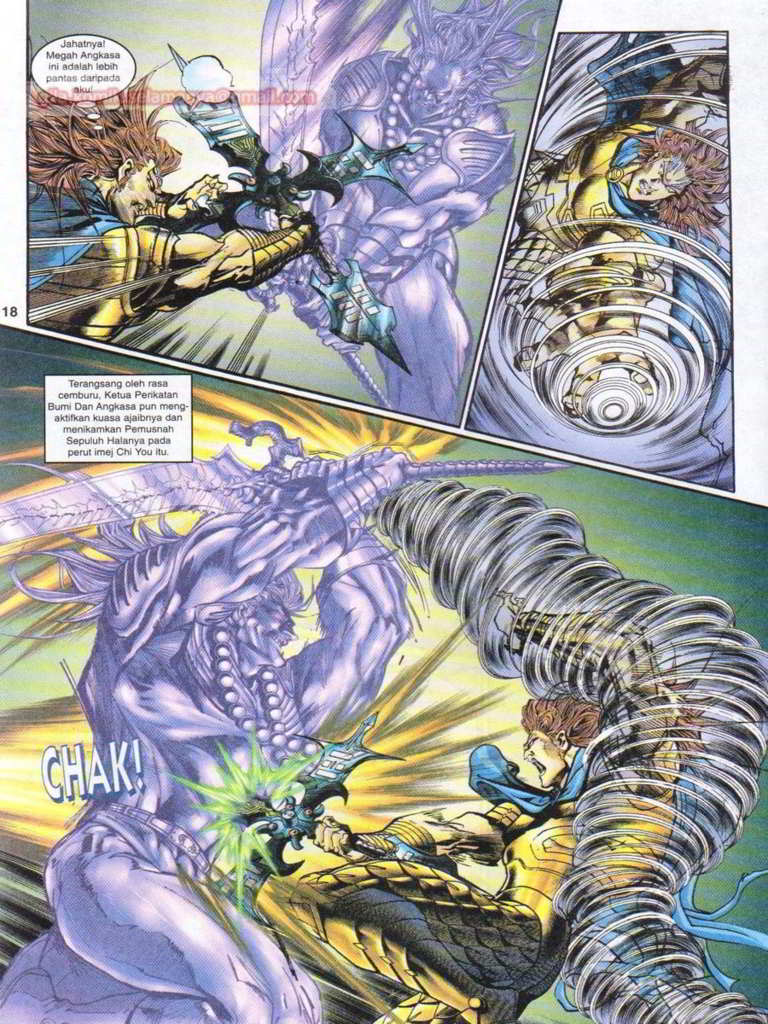 Jahatnya!
Megah Angkasa
ini adalah lebih
pantas daripada
aku!
18
Terangsang oleh rasa
cemburu, Ketua Perikatan
Bumi Dan Angkasa pun meng-
aktifkan kuasa ajaibnya dan
menikamkan Pemusnah
Sepuluh Halanya pada
perut imej Chi You itu.
CHAK!